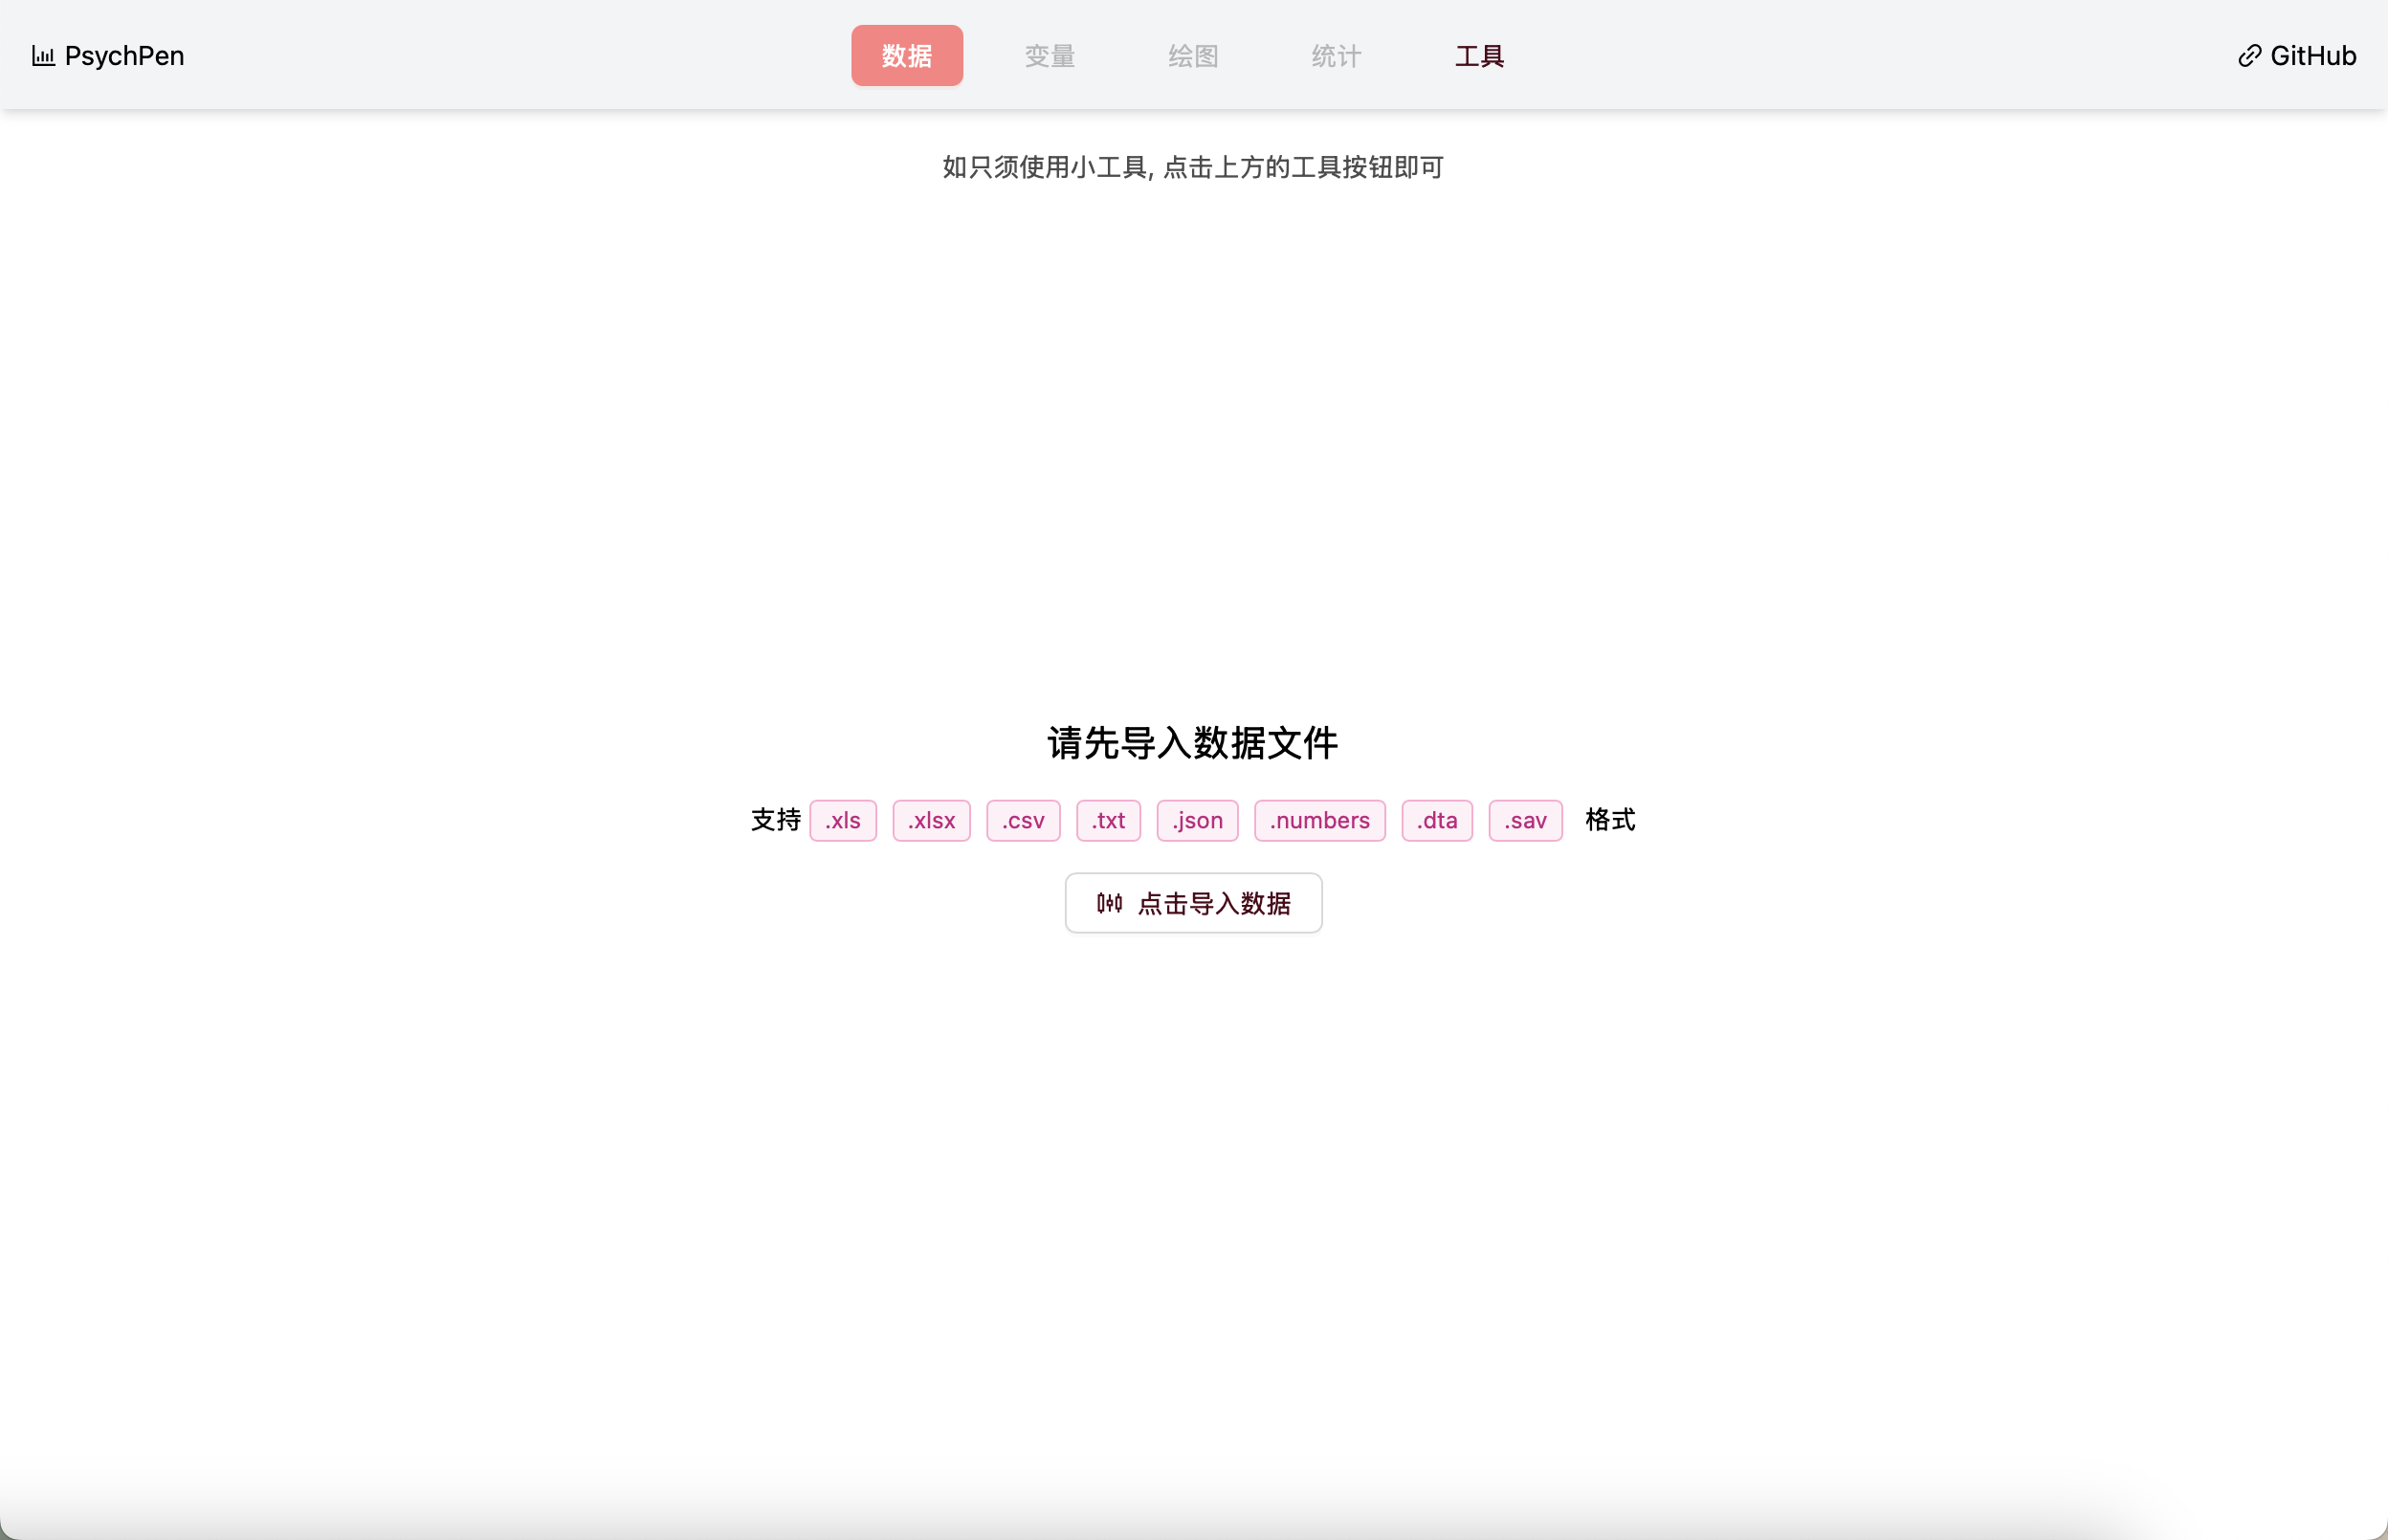 PsychPen 数据 变量 绘图 统计 工具 GitHub
如只须使用小工具, 点击上方的工具按钮即可
请先导入数据文件
支持 .xls .xlsx .csv .txt .json .numbers .dta .sav 格式
点击导入数据